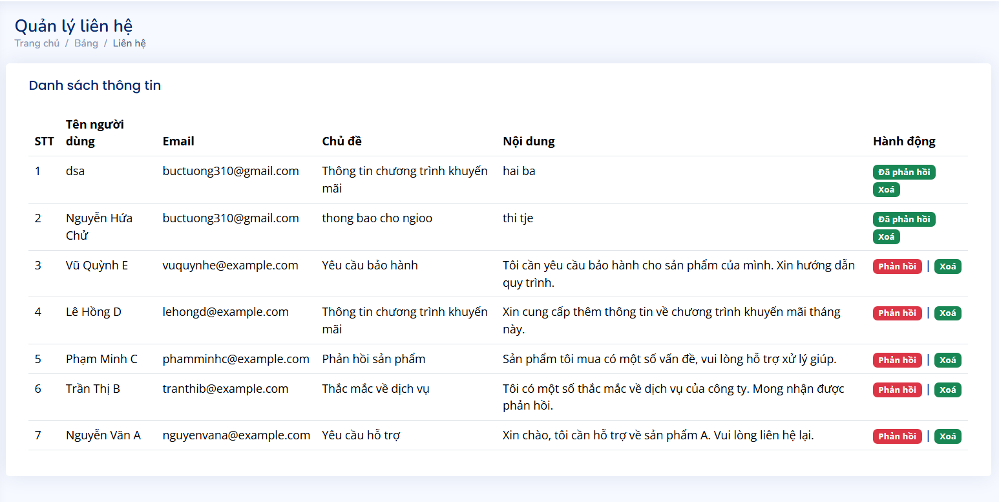 Quản lý liên hệ
Trang chủ / Bảng / Liên hệ
Danh sách thông tin
STT Tên người dùng Email Chủ đề Nội dung Hành động
1 dsa buctuong310@gmail.com Thông tin chương trình khuyến mãi hai ba Đã phản hồi Xoá
2 Nguyễn Hứa Chử buctuong310@gmail.com thong bao cho ngioo thi tje Đã phản hồi Xoá
3 Vũ Quỳnh E vuquynhe@example.com Yêu cầu bảo hành Tôi cần yêu cầu bảo hành cho sản phẩm của mình. Xin hướng dẫn quy trình. Phản hồi | Xoá
4 Lê Hồng D lehongd@example.com Thông tin chương trình khuyến mãi Xin cung cấp thêm thông tin về chương trình khuyến mãi tháng này. Phản hồi | Xoá
5 Phạm Minh C phamminhc@example.com Phản hồi sản phẩm Sản phẩm tôi mua có một số vấn đề, vui lòng hỗ trợ xử lý giúp. Phản hồi | Xoá
6 Trần Thị B tranthib@example.com Thắc mắc về dịch vụ Tôi có một số thắc mắc về dịch vụ của công ty. Mong nhận được phản hồi. Phản hồi | Xoá
7 Nguyễn Văn A nguyenvana@example.com Yêu cầu hỗ trợ Xin chào, tôi cần hỗ trợ về sản phẩm A. Vui lòng liên hệ lại. Phản hồi | Xoá